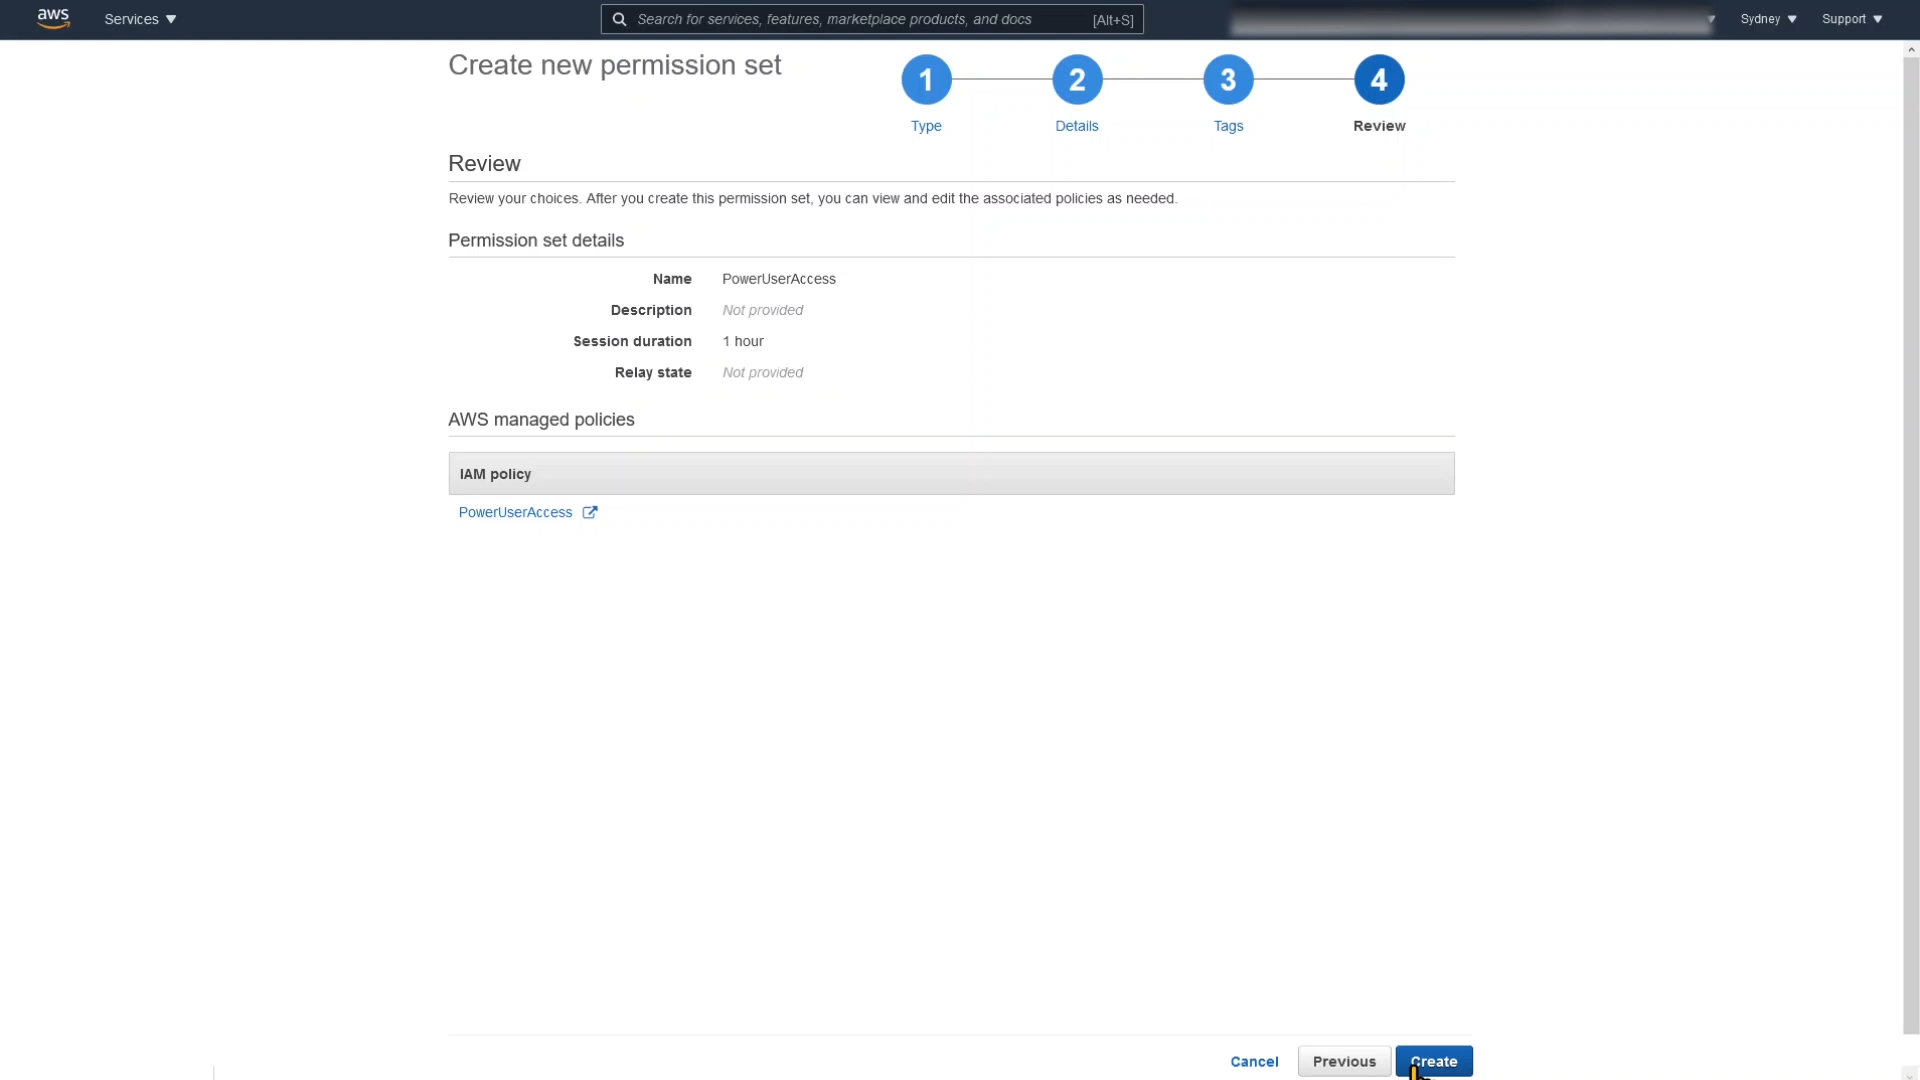 aws
Services
Search for services, features, marketplace products, and docs
[Alt+S]
Sydney
Support
Create new permission set
1
2
3
4
Type
Details
Tags
Review
Review
Review your choices. After you create this permission set, you can view and edit the associated policies as needed.
Permission set details
Name
PowerUserAccess
Description
Not provided
Session duration
1 hour
Relay state
Not provided
AWS managed policies
IAM policy
PowerUserAccess
Cancel
Previous
Create